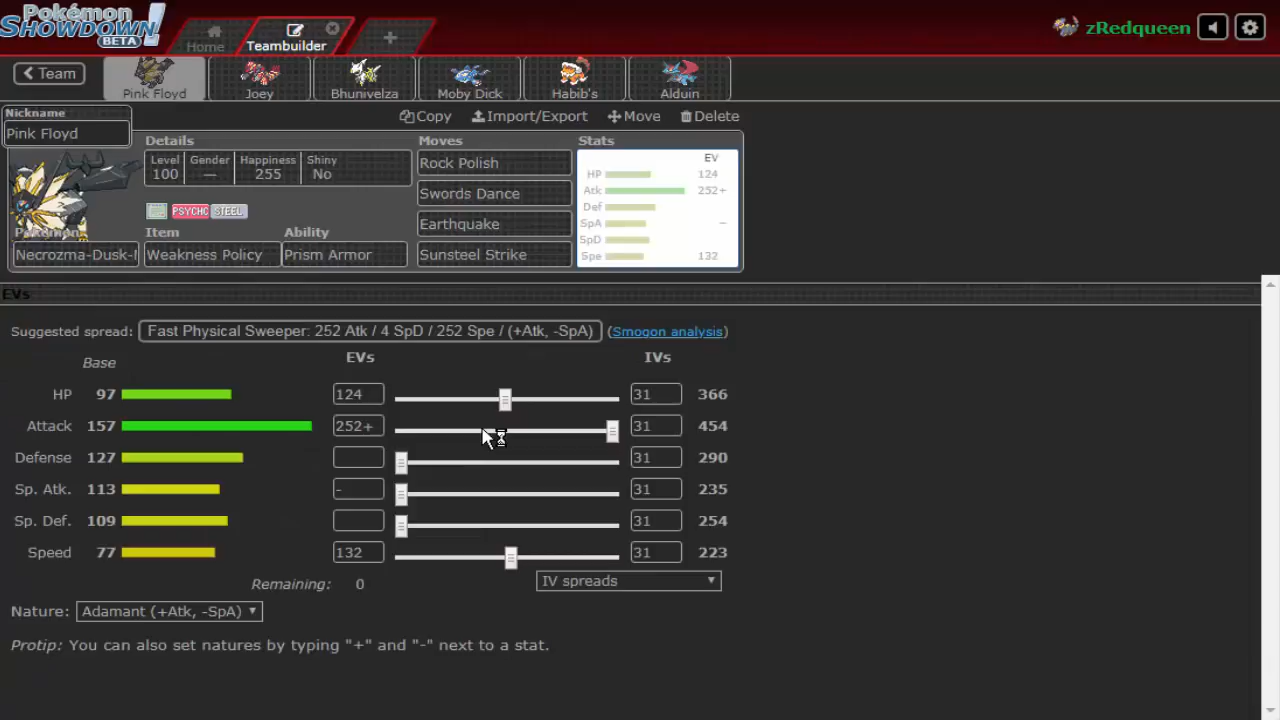 Pokémon
SHOWDOWN!
BETA
Home
Teambuilder
zRedqueen
Team
Pink Floyd
Joey
Bhunivelza
Moby Dick
Habib's
Alduin
Nickname
Pink Floyd
Copy Import/Export Move Delete
Details
Level Gender Happiness Shiny
100 — 255 No
PSYCHC STEEL
Pokémon
Necrozma-Dusk-
Item
Weakness Policy
Ability
Prism Armor
Moves
Rock Polish
Swords Dance
Earthquake
Sunsteel Strike
Stats
EV
HP 124
Atk 252+
Def
SpA −
SpD
Spe 132
EVs
Suggested spread: Fast Physical Sweeper: 252 Atk / 4 SpD / 252 Spe / (+Atk, -SpA) (Smogon analysis)
Base EVs IVs
HP 97 124 31 366
Attack 157 252+ 31 454
Defense 127 31 290
Sp. Atk. 113 - 31 235
Sp. Def. 109 31 254
Speed 77 132 31 223
Remaining: 0 IV spreads
Nature: Adamant (+Atk, -SpA)
Protip: You can also set natures by typing "+" and "-" next to a stat.